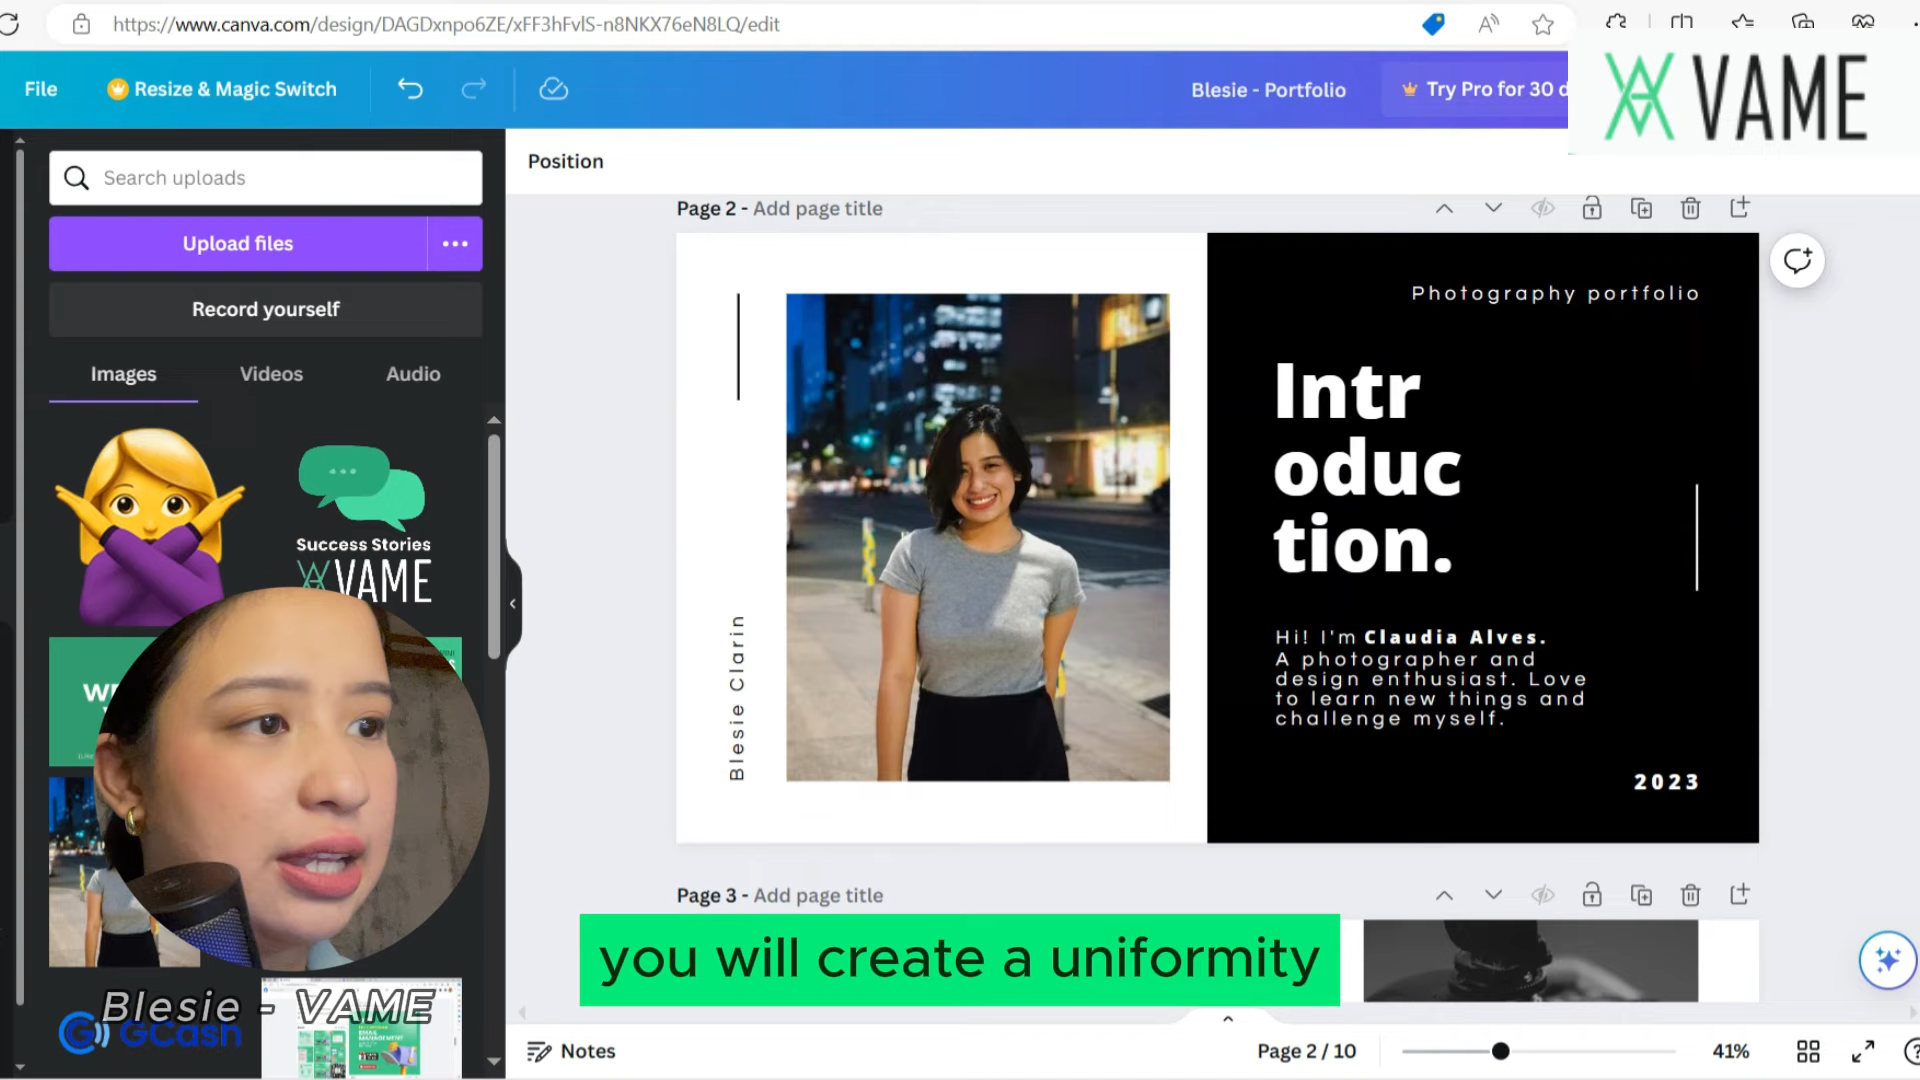 https://www.canva.com/design/DAGDxnpo6ZE/xFF3hFvlS-n8NKX76eN8LQ/edit
File
Resize & Magic Switch
Blesie - Portfolio
Try Pro for 30 d
VAME
Search uploads
Upload files
Record yourself
Images
Videos
Audio
Success Stories
VAME
Blesie - VAME
GCash
Position
Page 2 - Add page title
Blesie Clarin
Photography portfolio
Intr
oduc
tion.
Hi! I'm Claudia Alves.
A photographer and
design enthusiast. Love
to learn new things and
challenge myself.
2023
Page 3 - Add page title
you will create a uniformity
Notes
Page 2 / 10
41%